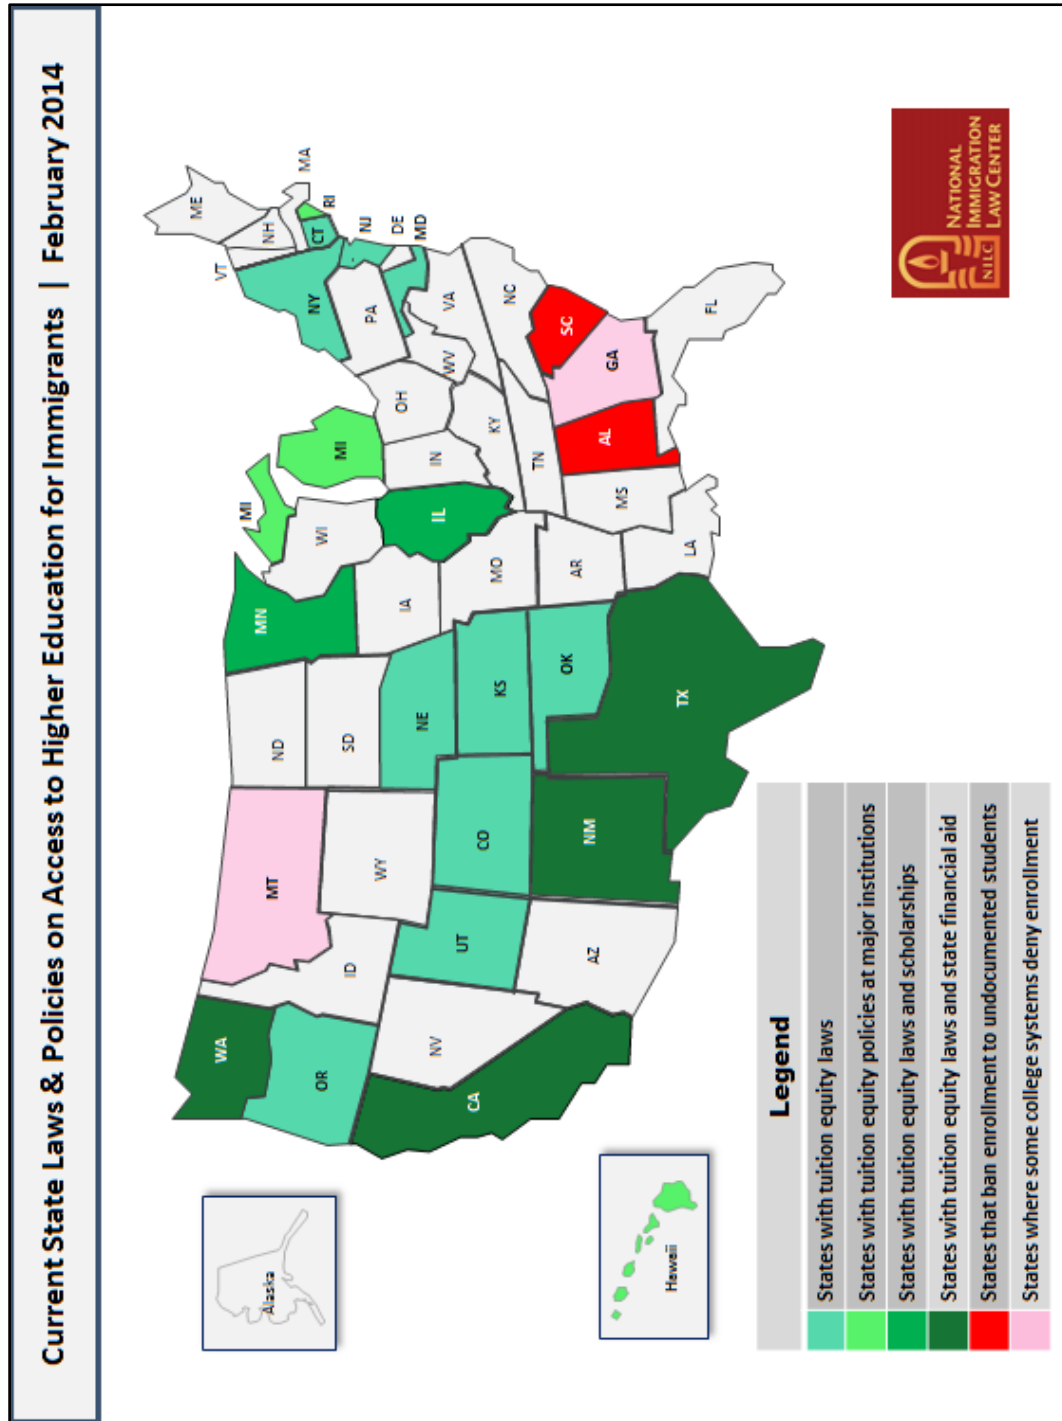 Current State Laws & Policies on Access to Higher Education for Immigrants | February 2014
WA
OR
CA
NV
ID
MT
WY
UT
AZ
CO
NM
ND
SD
NE
KS
OK
TX
MN
IA
MO
AR
LA
WI
IL
MI
MI
IN
OH
KY
TN
MS
AL
GA
FL
SC
NC
VA
WV
PA
NY
VT
NH
ME
MA
RI
CT
NJ
DE
MD
Alaska
Hawaii
Legend
States with tuition equity laws
States with tuition equity policies at major institutions
States with tuition equity laws and scholarships
States with tuition equity laws and state financial aid
States that ban enrollment to undocumented students
States where some college systems deny enrollment
NILC
NATIONAL
IMMIGRATION
LAW CENTER